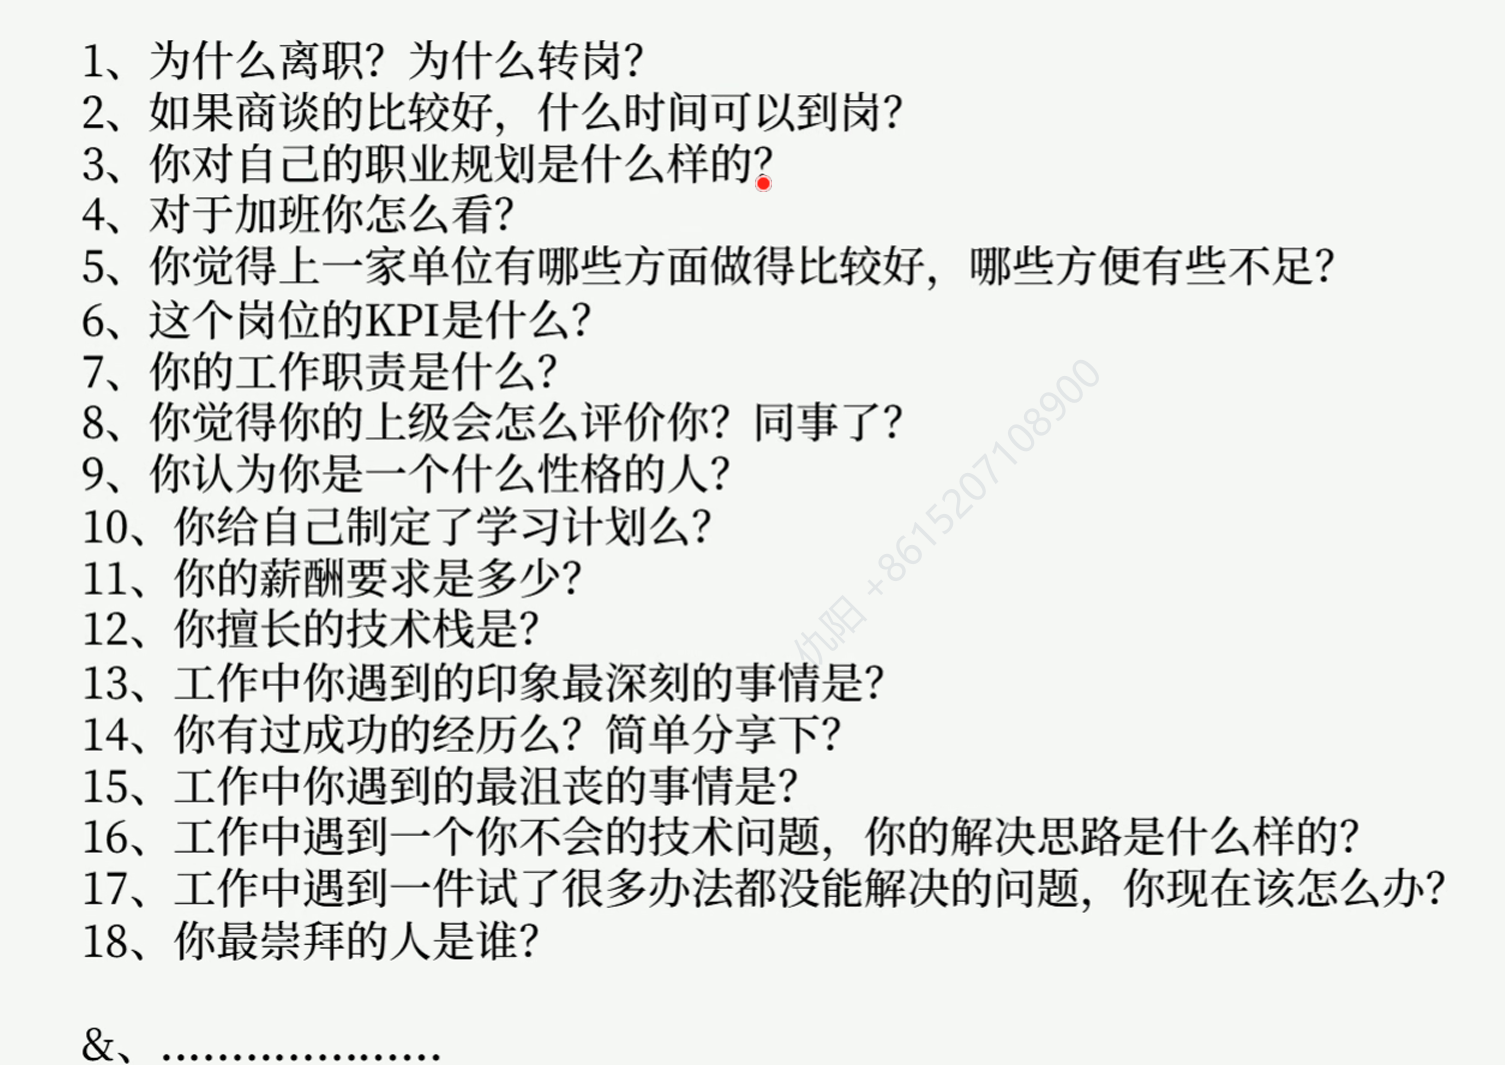 1、为什么离职？为什么转岗？
2、如果商谈的比较好，什么时间可以到岗？
3、你对自己的职业规划是什么样的？
4、对于加班你怎么看？
5、你觉得上一家单位有哪些方面做得比较好，哪些方便有些不足？
6、这个岗位的KPI是什么？
7、你的工作职责是什么？
8、你觉得你的上级会怎么评价你？同事了？
9、你认为你是一个什么性格的人？
10、你给自己制定了学习计划么？
11、你的薪酬要求是多少？
12、你擅长的技术栈是？
13、工作中你遇到的印象最深刻的事情是？
14、你有过成功的经历么？简单分享下？
15、工作中你遇到的最沮丧的事情是？
16、工作中遇到一个你不会的技术问题，你的解决思路是什么样的？
17、工作中遇到一件试了很多办法都没能解决的问题，你现在该怎么办？
18、你最崇拜的人是谁？
&、....................
仇阳 +8615207108900